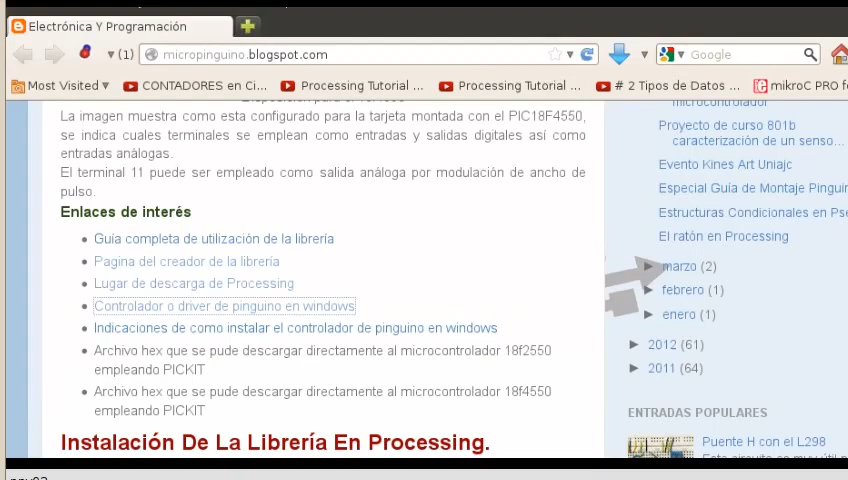 Electrónica Y Programación
(1)
micropinguino.blogspot.com
Google
Most Visited
CONTADORES en Ci...
Processing Tutorial ...
Processing Tutorial ...
# 2 Tipos de Datos ...
mikroC PRO fo
La imagen muestra como esta configurado para la tarjeta montada con el PIC18F4550,
se indica cuales terminales se emplean como entradas y salidas digitales así como
entradas análogas.
El terminal 11 puede ser empleado como salida análoga por modulación de ancho de
pulso.
Enlaces de interés
Guía completa de utilización de la librería
Pagina del creador de la librería
Lugar de descarga de Processing
Controlador o driver de pinguino en windows
Indicaciones de como instalar el controlador de pinguino en windows
Archivo hex que se pude descargar directamente al microcontrolador 18f2550
empleando PICKIT
Archivo hex que se pude descargar directamente al microcontrolador 18f4550
empleando PICKIT
Instalación De La Librería En Processing.
microcontrolador
Proyecto de curso 801b
caracterización de un senso...
Evento Kines Art Uniajc
Especial Guía de Montaje Pinguin
Estructuras Condicionales en Pse
El ratón en Processing
marzo (2)
febrero (1)
enero (1)
2012 (61)
2011 (64)
ENTRADAS POPULARES
Puente H con el L298